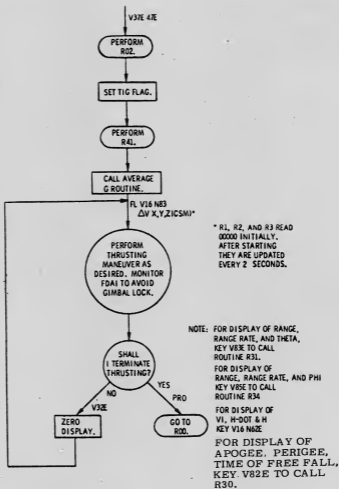 V37E 47E
PERFORM
R02.
SET TIG FLAG.
PERFORM
R41.
CALL AVERAGE
G ROUTINE.
FL V16 N83
ΔV X,Y,Z(CSM)*
* R1, R2, AND R3 READ
00000 INITIALLY.
AFTER STARTING
THEY ARE UPDATED
EVERY 2 SECONDS.
PERFORM
THRUSTING
MANEUVER AS
DESIRED. MONITOR
FDAI TO AVOID
GIMBAL LOCK.
NOTE: FOR DISPLAY OF RANGE,
RANGE RATE, AND THETA,
KEY V83E TO CALL
ROUTINE R31.
FOR DISPLAY OF
RANGE, RANGE RATE, AND PHI
KEY V85E TO CALL
ROUTINE R34
FOR DISPLAY OF
VI, H-DOT & H
KEY V16 N62E
FOR DISPLAY OF
APOGEE, PERIGEE,
TIME OF FREE FALL,
KEY V82E TO CALL
R30.
SHALL
I TERMINATE
THRUSTING?
NO
YES
V32E
PRO
ZERO
DISPLAY.
GO TO
R00.